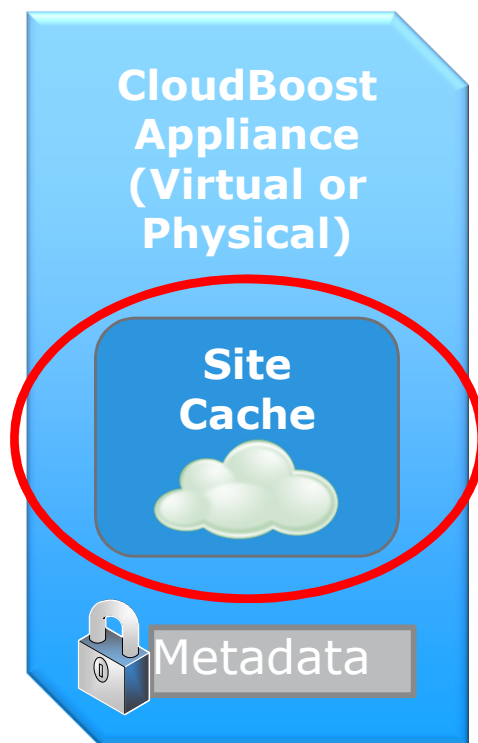 CloudBoost
Appliance
(Virtual or
Physical)
Site
Cache
Metadata